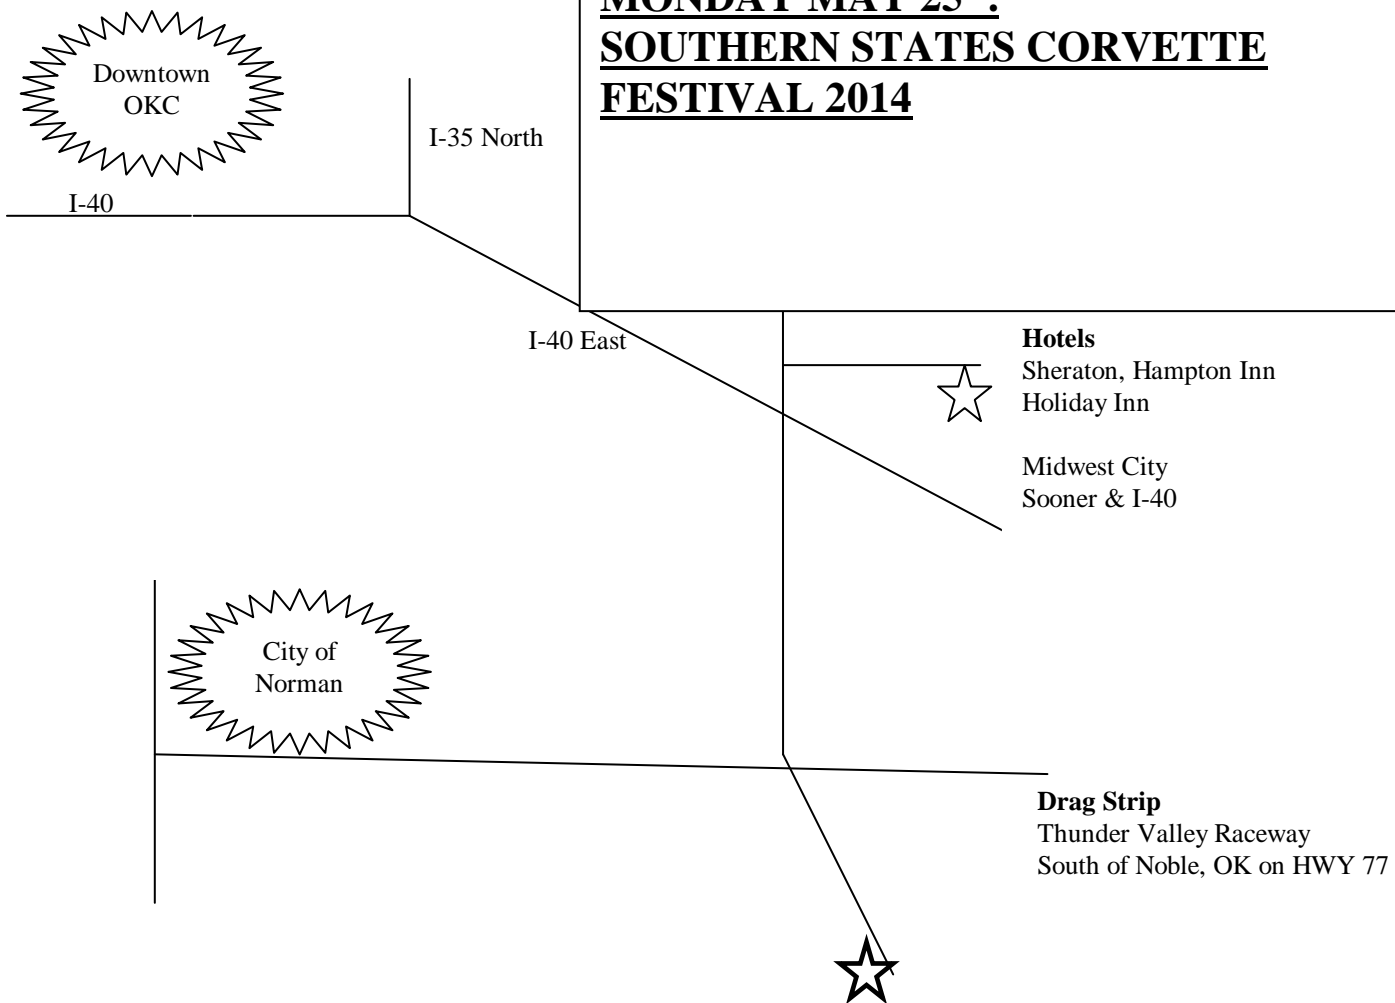 MONDAY MAY
SOUTHERN STATES CORVETTE
FESTIVAL 2014
Downtown
OKC
I-35 North
I-40
I-40 East
Hotels
Sheraton, Hampton Inn
Holiday Inn
Midwest City
Sooner & I-40
City of
Norman
Drag Strip
Thunder Valley Raceway
South of Noble, OK on HWY 77